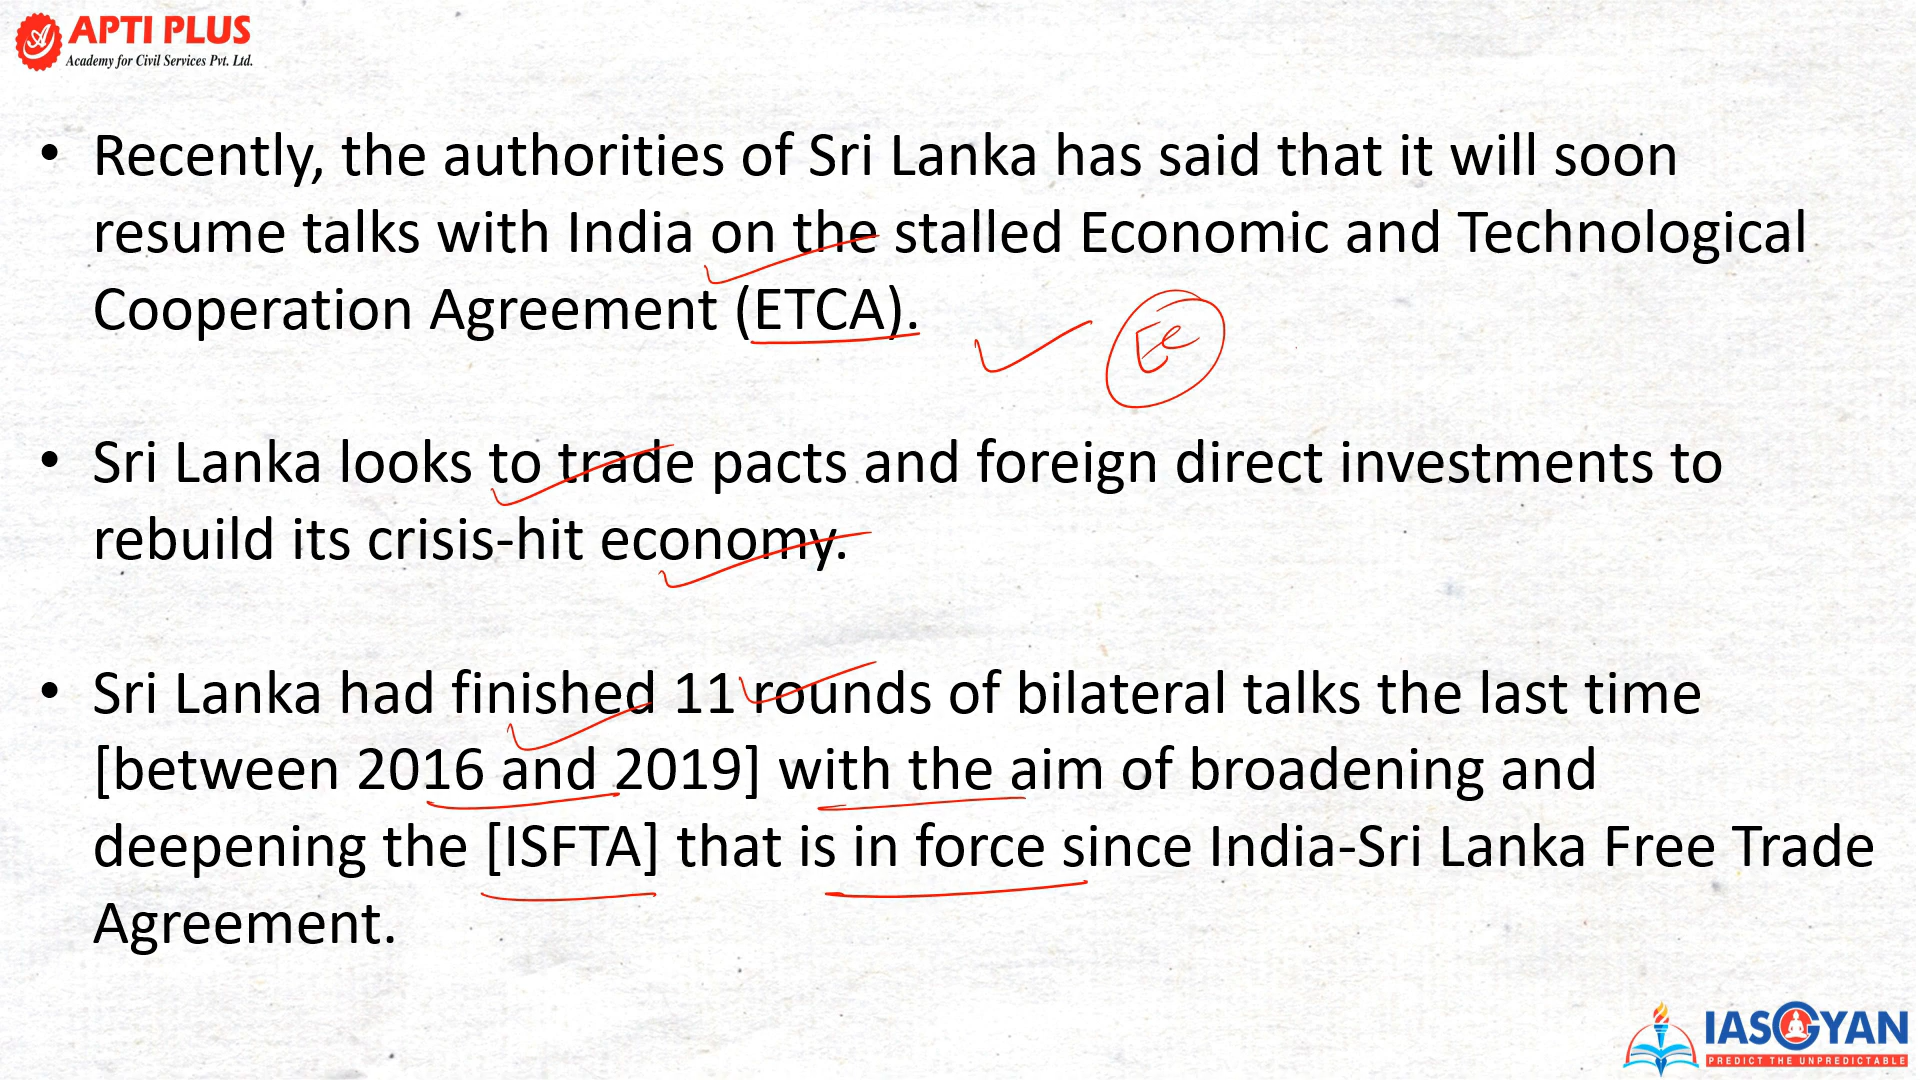 APTI PLUS
Academy for Civil Services Pvt. Ltd.
• Recently, the authorities of Sri Lanka has said that it will soon
resume talks with India on the stalled Economic and Technological
Cooperation Agreement (ETCA).
• Sri Lanka looks to trade pacts and foreign direct investments to
rebuild its crisis-hit economy.
• Sri Lanka had finished 11 rounds of bilateral talks the last time
[between 2016 and 2019] with the aim of broadening and
deepening the [ISFTA] that is in force since India-Sri Lanka Free Trade
Agreement.
IASGYAN
PREDICT THE UNPREDICTABLE